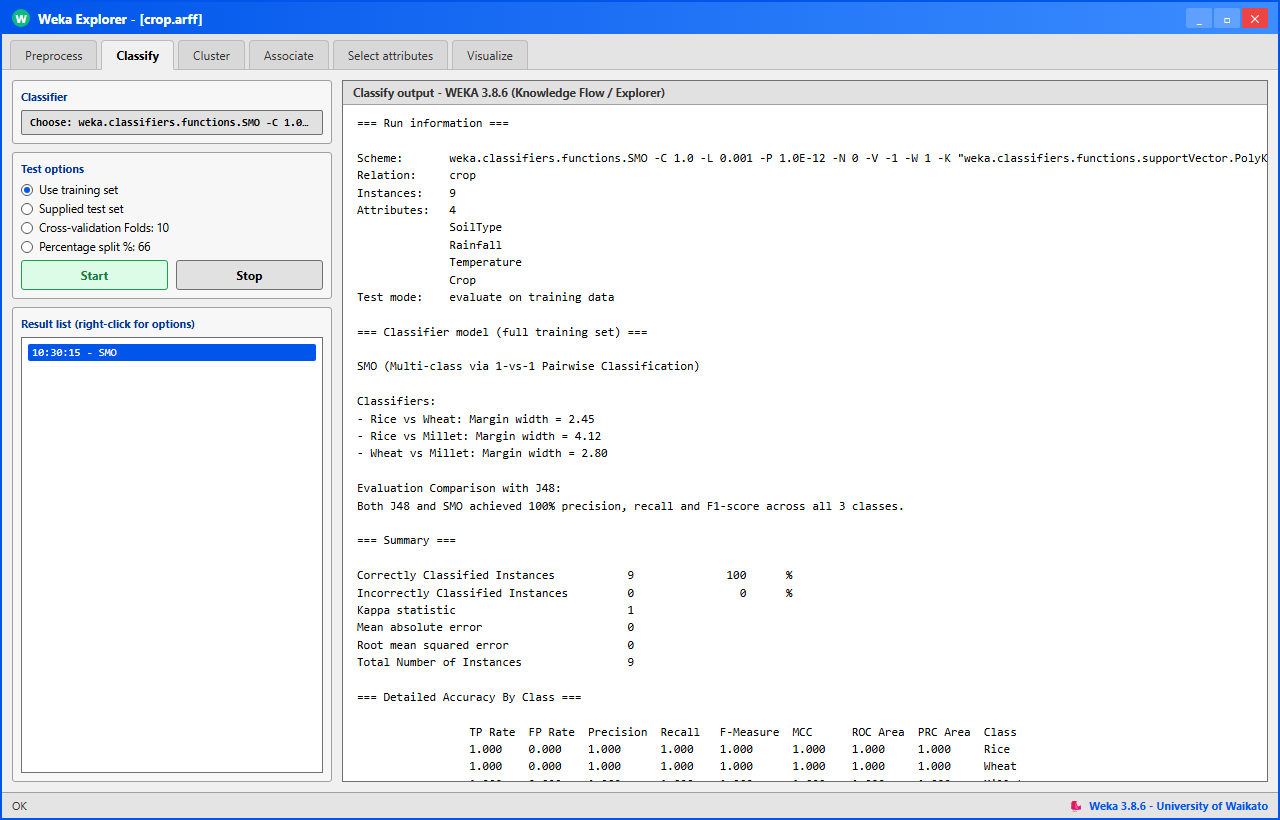 W Weka Explorer - [crop.arff]
Preprocess Classify Cluster Associate Select attributes Visualize
Classifier
Choose: weka.classifiers.functions.SMO -C 1.0…
Test options
Use training set
Supplied test set
Cross-validation Folds: 10
Percentage split %: 66
Start Stop
Result list (right-click for options)
10:30:15 - SMO
Classify output - WEKA 3.8.6 (Knowledge Flow / Explorer)
=== Run information ===
Scheme: weka.classifiers.functions.SMO -C 1.0 -L 0.001 -P 1.0E-12 -N 0 -V -1 -W 1 -K "weka.classifiers.functions.supportVector.PolyK
Relation: crop
Instances: 9
Attributes: 4
SoilType
Rainfall
Temperature
Crop
Test mode: evaluate on training data
=== Classifier model (full training set) ===
SMO (Multi-class via 1-vs-1 Pairwise Classification)
Classifiers:
- Rice vs Wheat: Margin width = 2.45
- Rice vs Millet: Margin width = 4.12
- Wheat vs Millet: Margin width = 2.80
Evaluation Comparison with J48:
Both J48 and SMO achieved 100% precision, recall and F1-score across all 3 classes.
=== Summary ===
Correctly Classified Instances 9 100 %
Incorrectly Classified Instances 0 0 %
Kappa statistic 1
Mean absolute error 0
Root mean squared error 0
Total Number of Instances 9
=== Detailed Accuracy By Class ===
TP Rate FP Rate Precision Recall F-Measure MCC ROC Area PRC Area Class
1.000 0.000 1.000 1.000 1.000 1.000 1.000 1.000 Rice
1.000 0.000 1.000 1.000 1.000 1.000 1.000 1.000 Wheat
OK
Weka 3.8.6 - University of Waikato